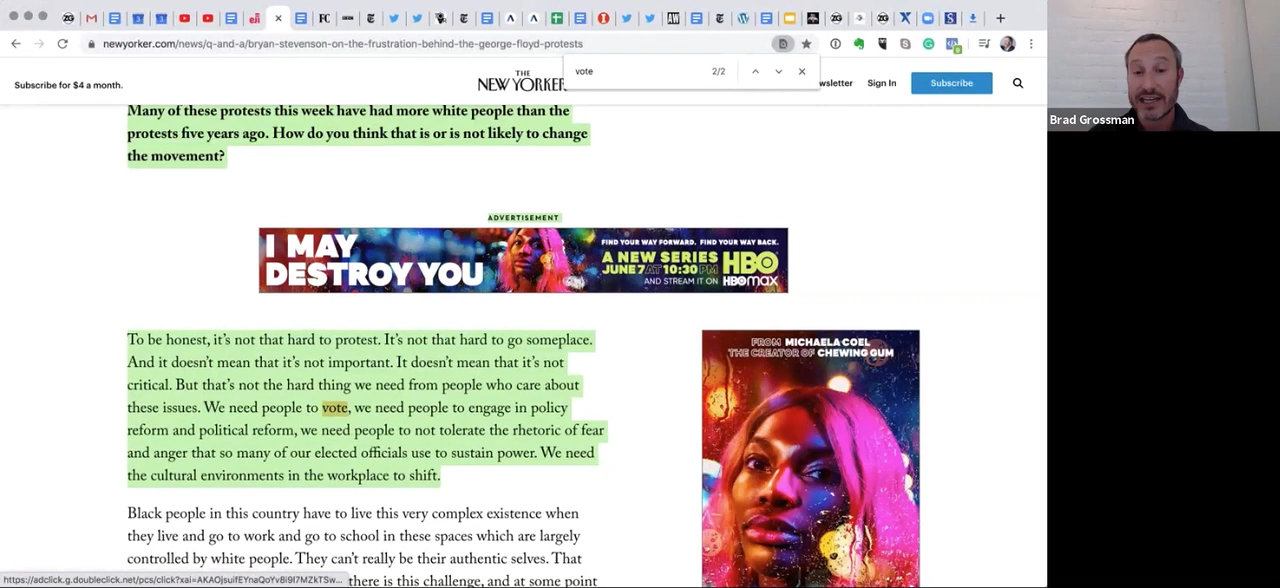 newyorker.com/news/q-and-a/bryan-stevenson-on-the-frustration-behind-the-george-floyd-protests
vote
2/2
Subscribe for $4 a month.
THE
NEW YORKER
wsletter
Sign In
Subscribe
Brad Grossman
Many of these protests this week have had more white people than the
protests five years ago. How do you think that is or is not likely to change
the movement?
ADVERTISEMENT
I MAY
DESTROY YOU
FIND YOUR WAY FORWARD. FIND YOUR WAY BACK.
A NEW SERIES
JUNE 7 AT 10:30 PM
HBO
AND STREAM IT ON HBOmax
To be honest, it's not that hard to protest. It's not that hard to go someplace.
And it doesn't mean that it's not important. It doesn't mean that it's not
critical. But that's not the hard thing we need from people who care about
these issues. We need people to vote, we need people to engage in policy
reform and political reform, we need people to not tolerate the rhetoric of fear
and anger that so many of our elected officials use to sustain power. We need
the cultural environments in the workplace to shift.
FROM MICHAELA COEL
THE CREATOR OF CHEWING GUM
Black people in this country have to live this very complex existence when
they live and go to work and go to school in these spaces which are largely
controlled by white people. They can't really be their authentic selves. That
there is this challenge, and at some point